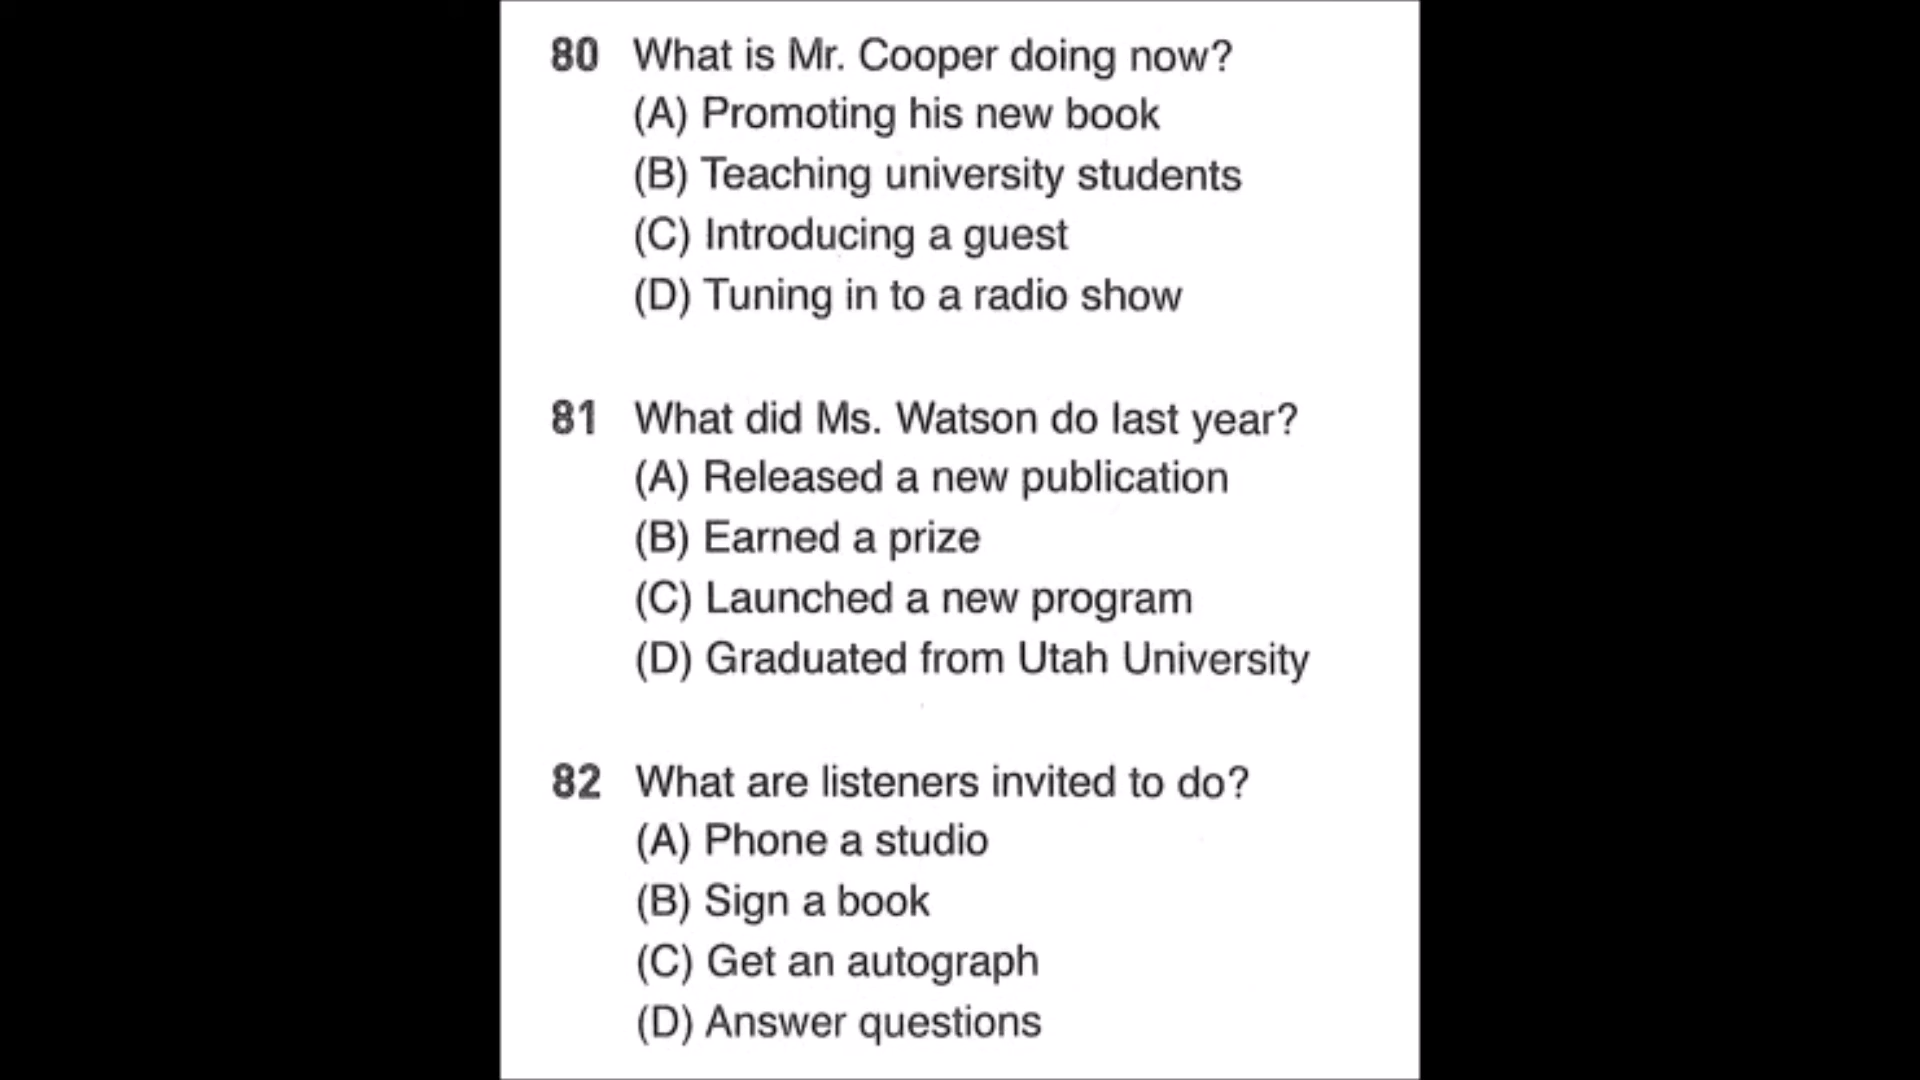 80 What is Mr. Cooper doing now?
(A) Promoting his new book
(B) Teaching university students
(C) Introducing a guest
(D) Tuning in to a radio show
81 What did Ms. Watson do last year?
(A) Released a new publication
(B) Earned a prize
(C) Launched a new program
(D) Graduated from Utah University
82 What are listeners invited to do?
(A) Phone a studio
(B) Sign a book
(C) Get an autograph
(D) Answer questions